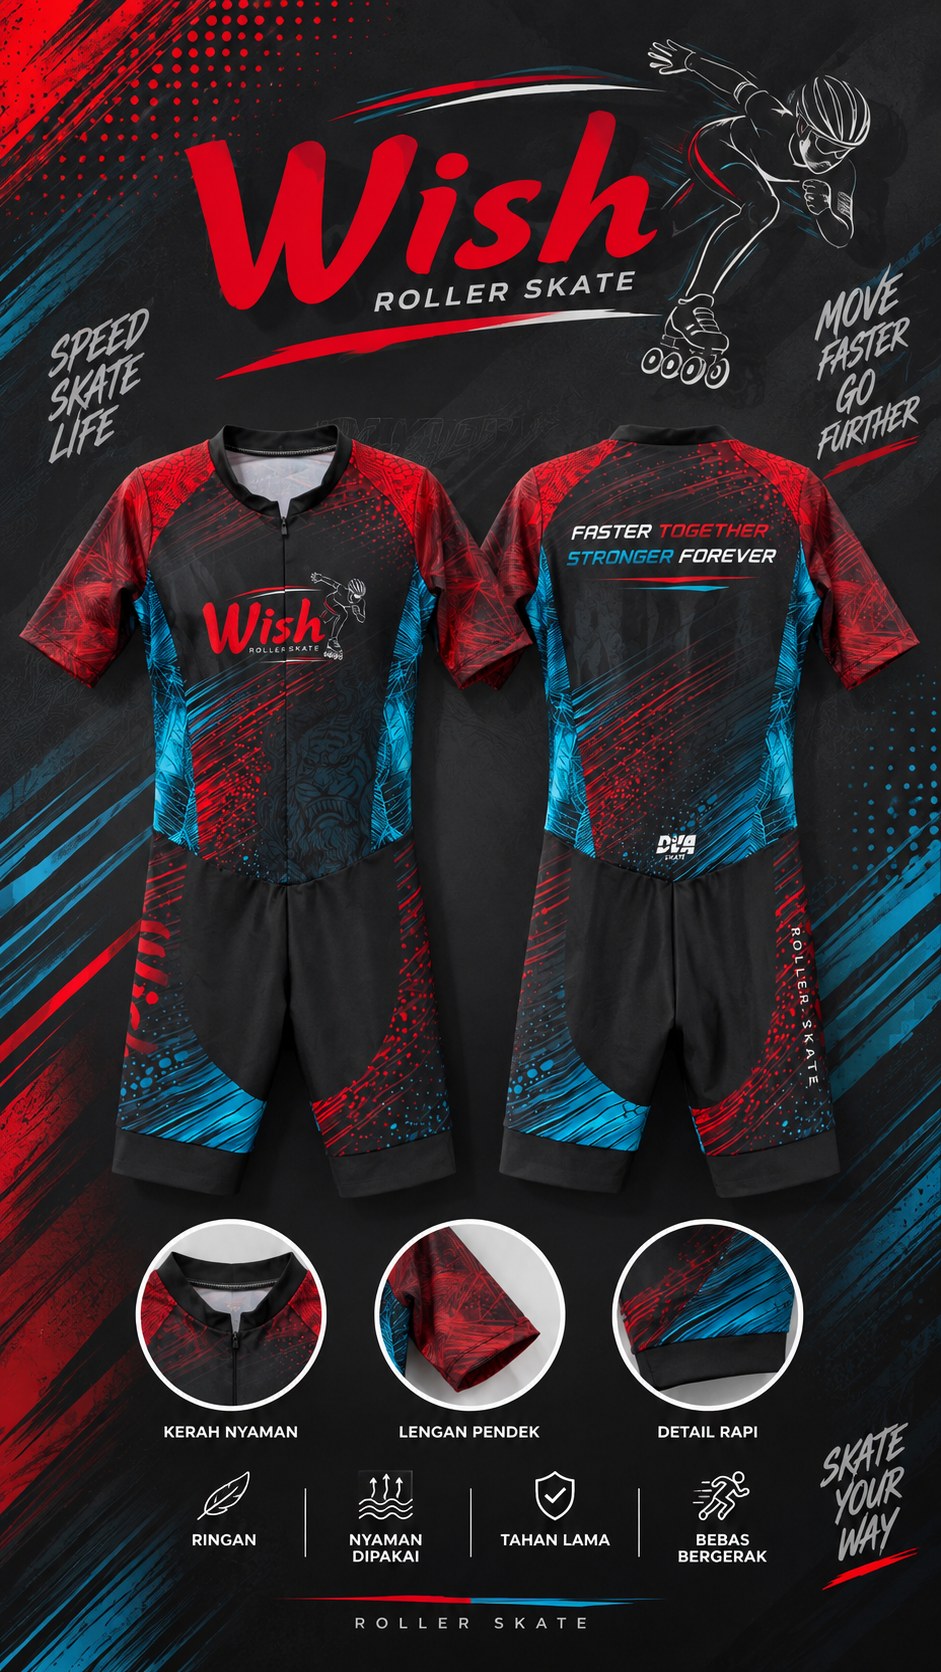 Wish
ROLLER SKATE
SPEED
SKATE
LIFE
MOVE
FASTER
GO
FURTHER
Wish
ROLLER SKATE
FASTER TOGETHER
STRONGER FOREVER
SKATE
Wish
ROLLER SKATE
KERAH NYAMAN
LENGAN PENDEK
DETAIL RAPI
RINGAN
NYAMAN
DIPAKAI
TAHAN LAMA
BEBAS
BERGERAK
SKATE
YOUR
WAY
ROLLER SKATE